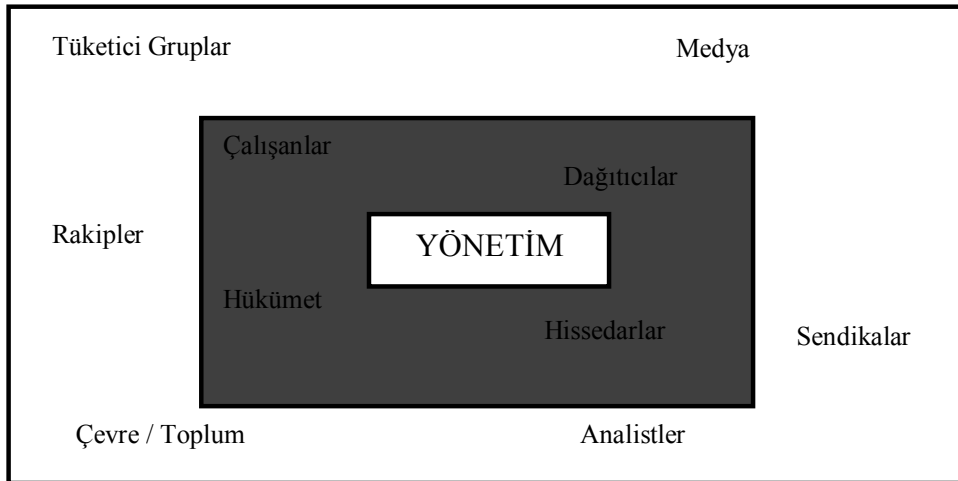 Tüketici Gruplar
Medya
Çalışanlar
Dağıtıcılar
Rakipler
YÖNETİM
Hükümet
Hissedarlar
Sendikalar
Çevre / Toplum
Analistler